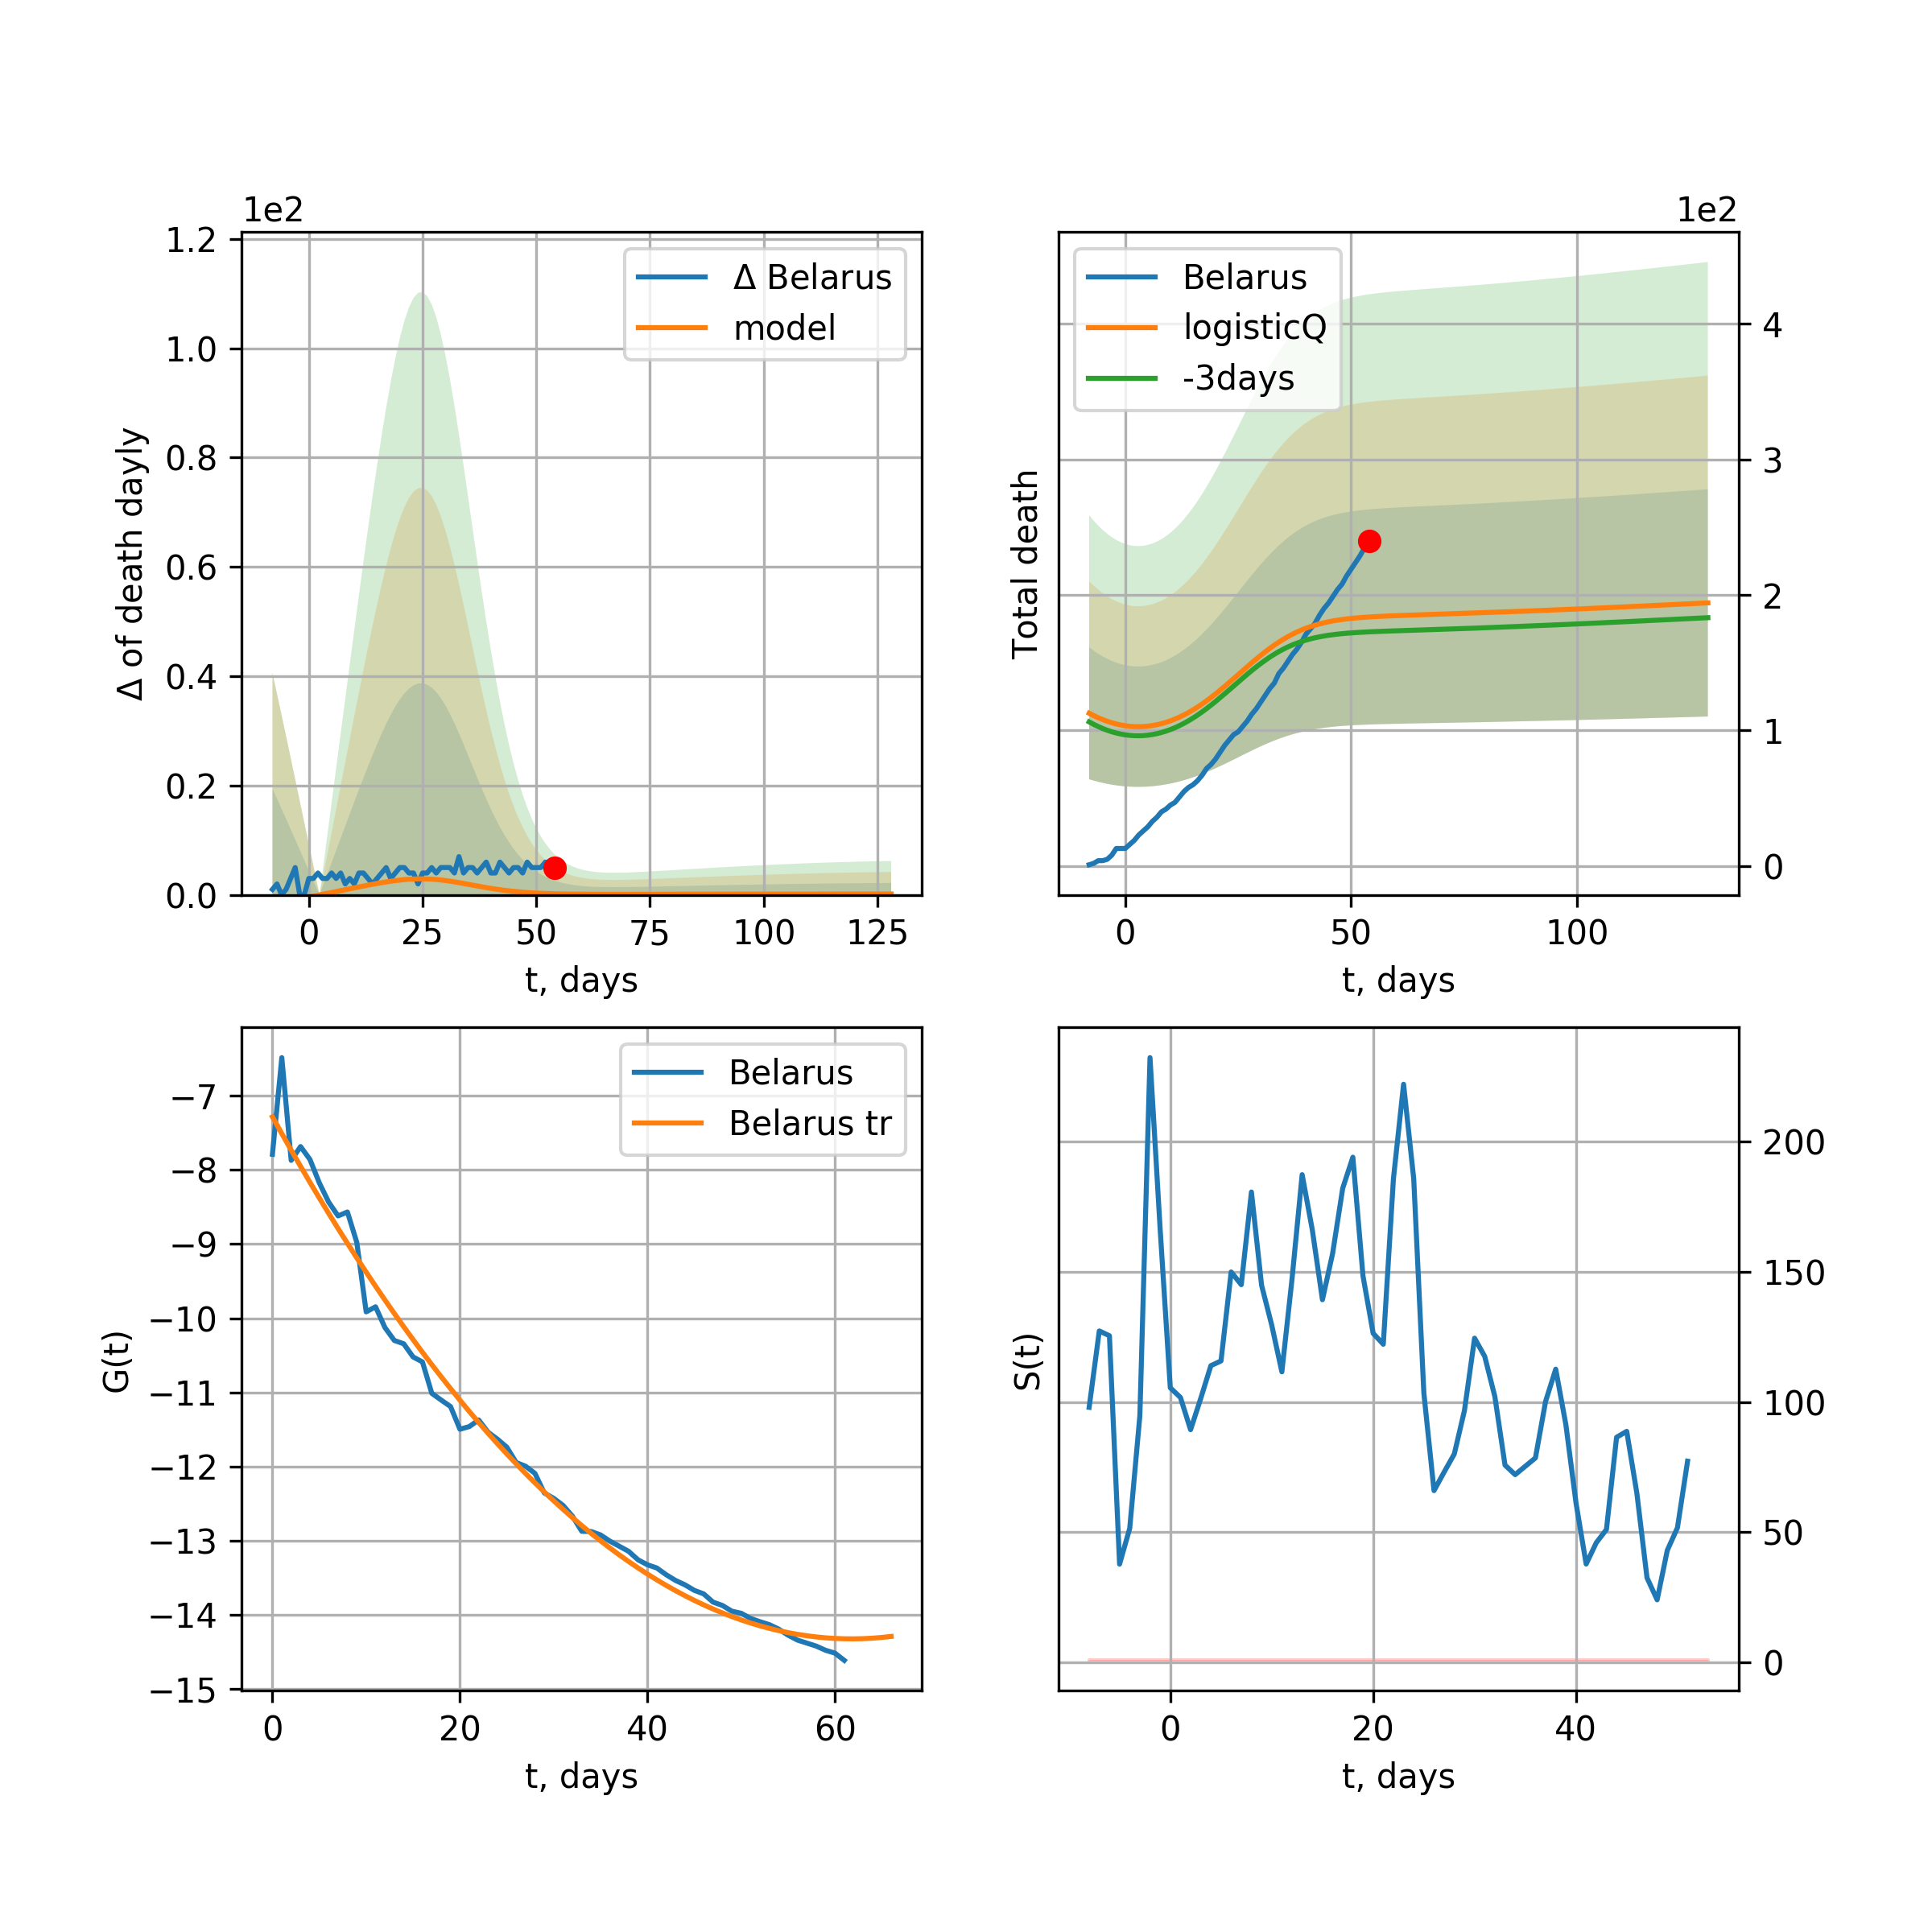 1e2
1.2
1.0
0.8
0.6
0.4
0.2
0.0
Δ of death dayly
Δ Belarus
model
0 25 50 75 100 125
t, days
1e2
Belarus
logisticQ
-3days
Total death
4
3
2
1
0
0 50 100
t, days
−7
−8
−9
−10
−11
−12
−13
−14
−15
G(t)
Belarus
Belarus tr
0 20 40 60
t, days
S(t)
200
150
100
50
0
0 20 40
t, days